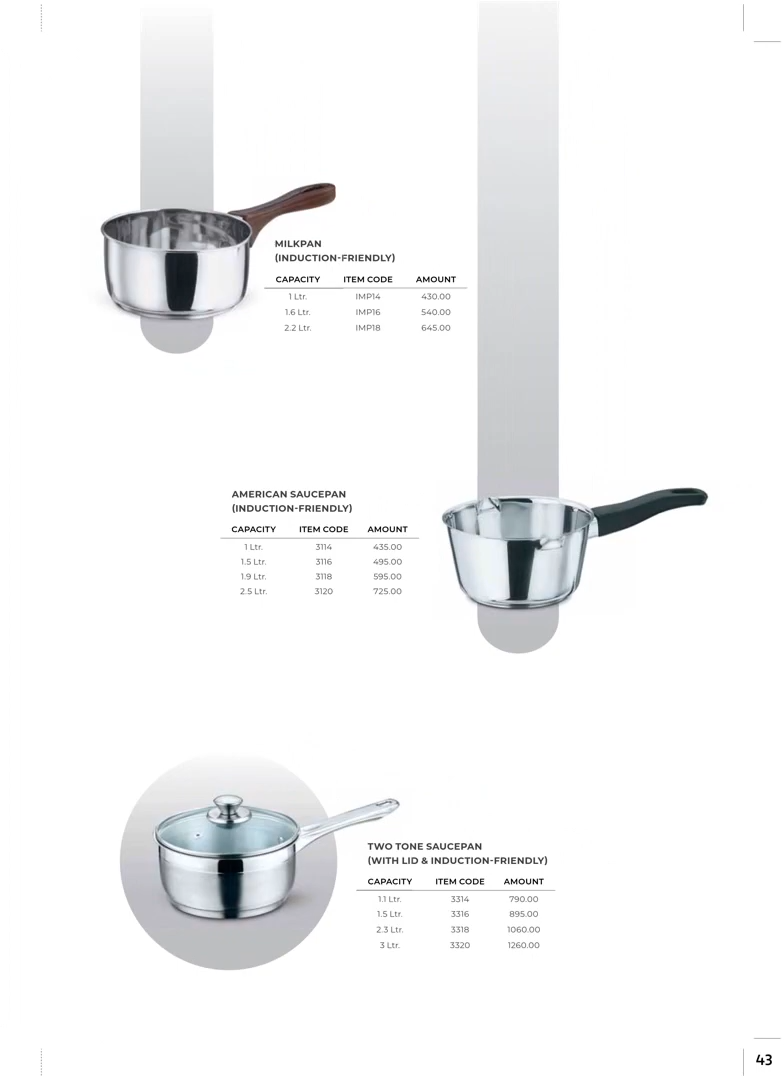 MILKPAN
(INDUCTION-FRIENDLY)
CAPACITY ITEM CODE AMOUNT
1 Ltr. IMP14 430.00
1.6 Ltr. IMP16 540.00
2.2 Ltr. IMP18 645.00
AMERICAN SAUCEPAN
(INDUCTION-FRIENDLY)
CAPACITY ITEM CODE AMOUNT
1 Ltr. 3114 435.00
1.5 Ltr. 3116 495.00
1.9 Ltr. 3118 595.00
2.5 Ltr. 3120 725.00
TWO TONE SAUCEPAN
(WITH LID & INDUCTION-FRIENDLY)
CAPACITY ITEM CODE AMOUNT
1.1 Ltr. 3314 790.00
1.5 Ltr. 3316 895.00
2.3 Ltr. 3318 1060.00
3 Ltr. 3320 1260.00
43